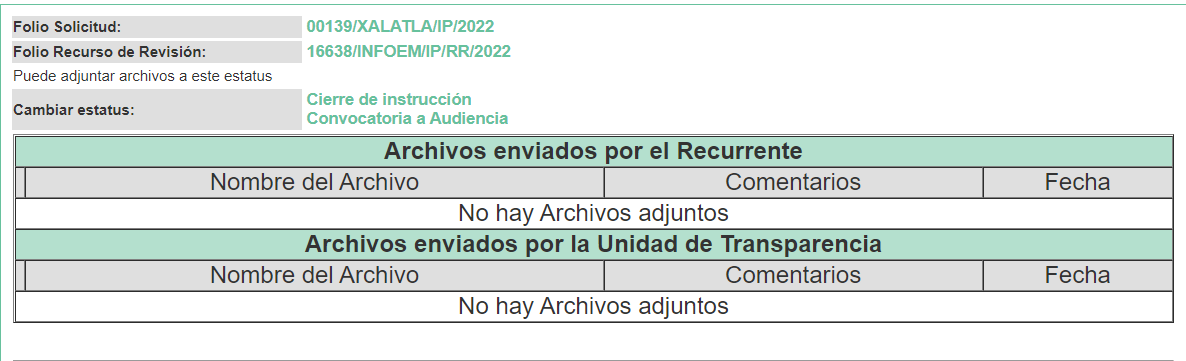 Folio Solicitud: 00139/XALATLA/IP/2022
Folio Recurso de Revisión: 16638/INFOEM/IP/RR/2022
Puede adjuntar archivos a este estatus
Cambiar estatus: Cierre de instrucción
Convocatoria a Audiencia
Archivos enviados por el Recurrente
Nombre del Archivo Comentarios Fecha
No hay Archivos adjuntos
Archivos enviados por la Unidad de Transparencia
Nombre del Archivo Comentarios Fecha
No hay Archivos adjuntos